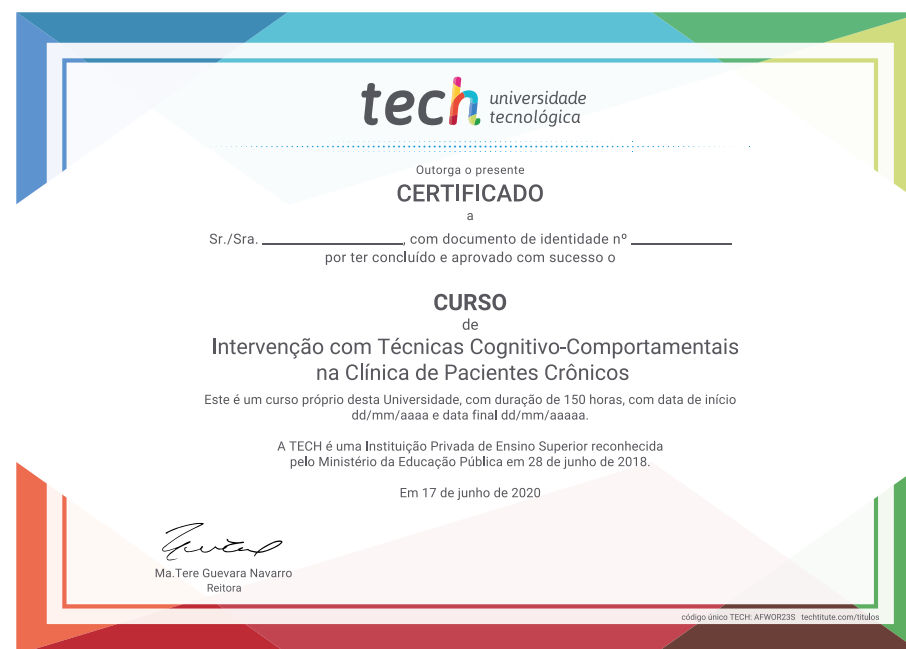 tech universidade
tecnológica
Outorga o presente
CERTIFICADO
a
Sr./Sra. ______________, com documento de identidade nº __________
por ter concluído e aprovado com sucesso o
CURSO
de
Intervenção com Técnicas Cognitivo-Comportamentais
na Clínica de Pacientes Crônicos
Este é um curso próprio desta Universidade, com duração de 150 horas, com data de início
dd/mm/aaaa e data final dd/mm/aaaaa.
A TECH é uma Instituição Privada de Ensino Superior reconhecida
pelo Ministério da Educação Pública em 28 de junho de 2018.
Em 17 de junho de 2020
Ma.Tere Guevara Navarro
Reitora
código único TECH: AFWOR23S techtitute.com/titulos